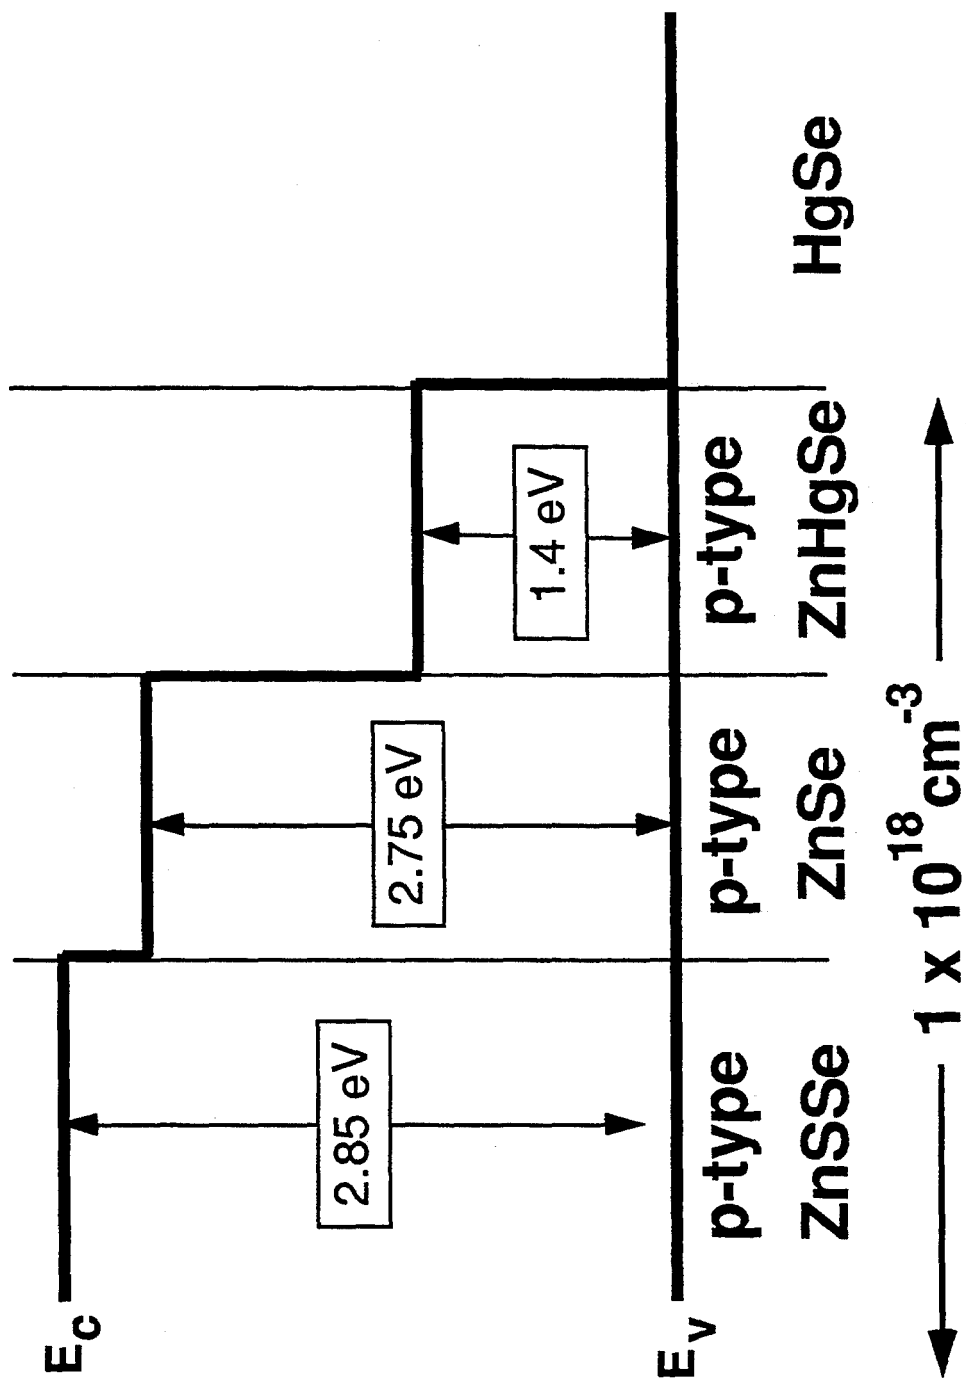 E_c
2.85 eV
2.75 eV
1.4 eV
E_v
p-type
ZnSSe
p-type
ZnSe
p-type
ZnHgSe
HgSe
1 x 10^18 cm^-3